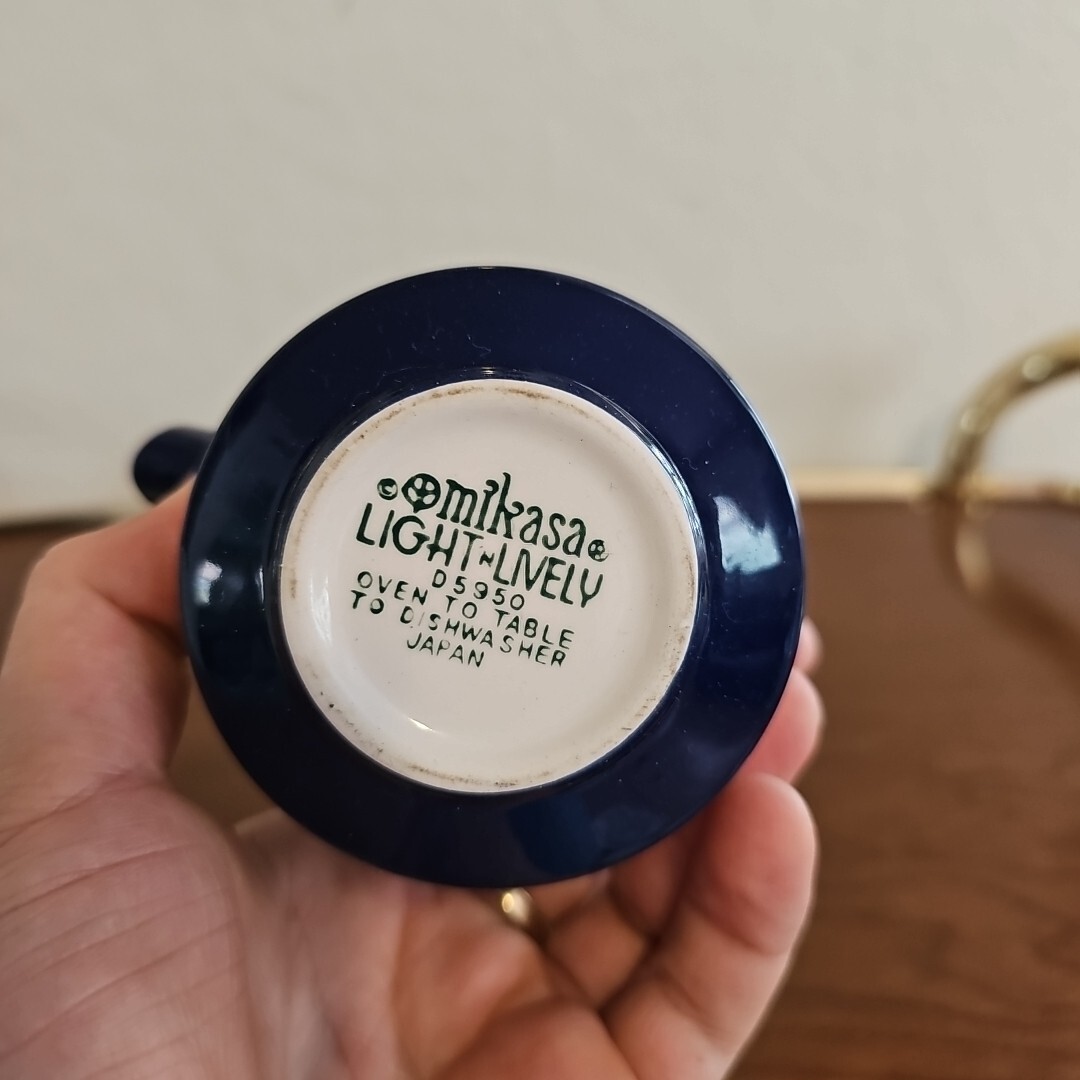 © mikasa
LIGHT 'N LIVELY
D5950
OVEN TO TABLE
TO DISHWASHER
JAPAN